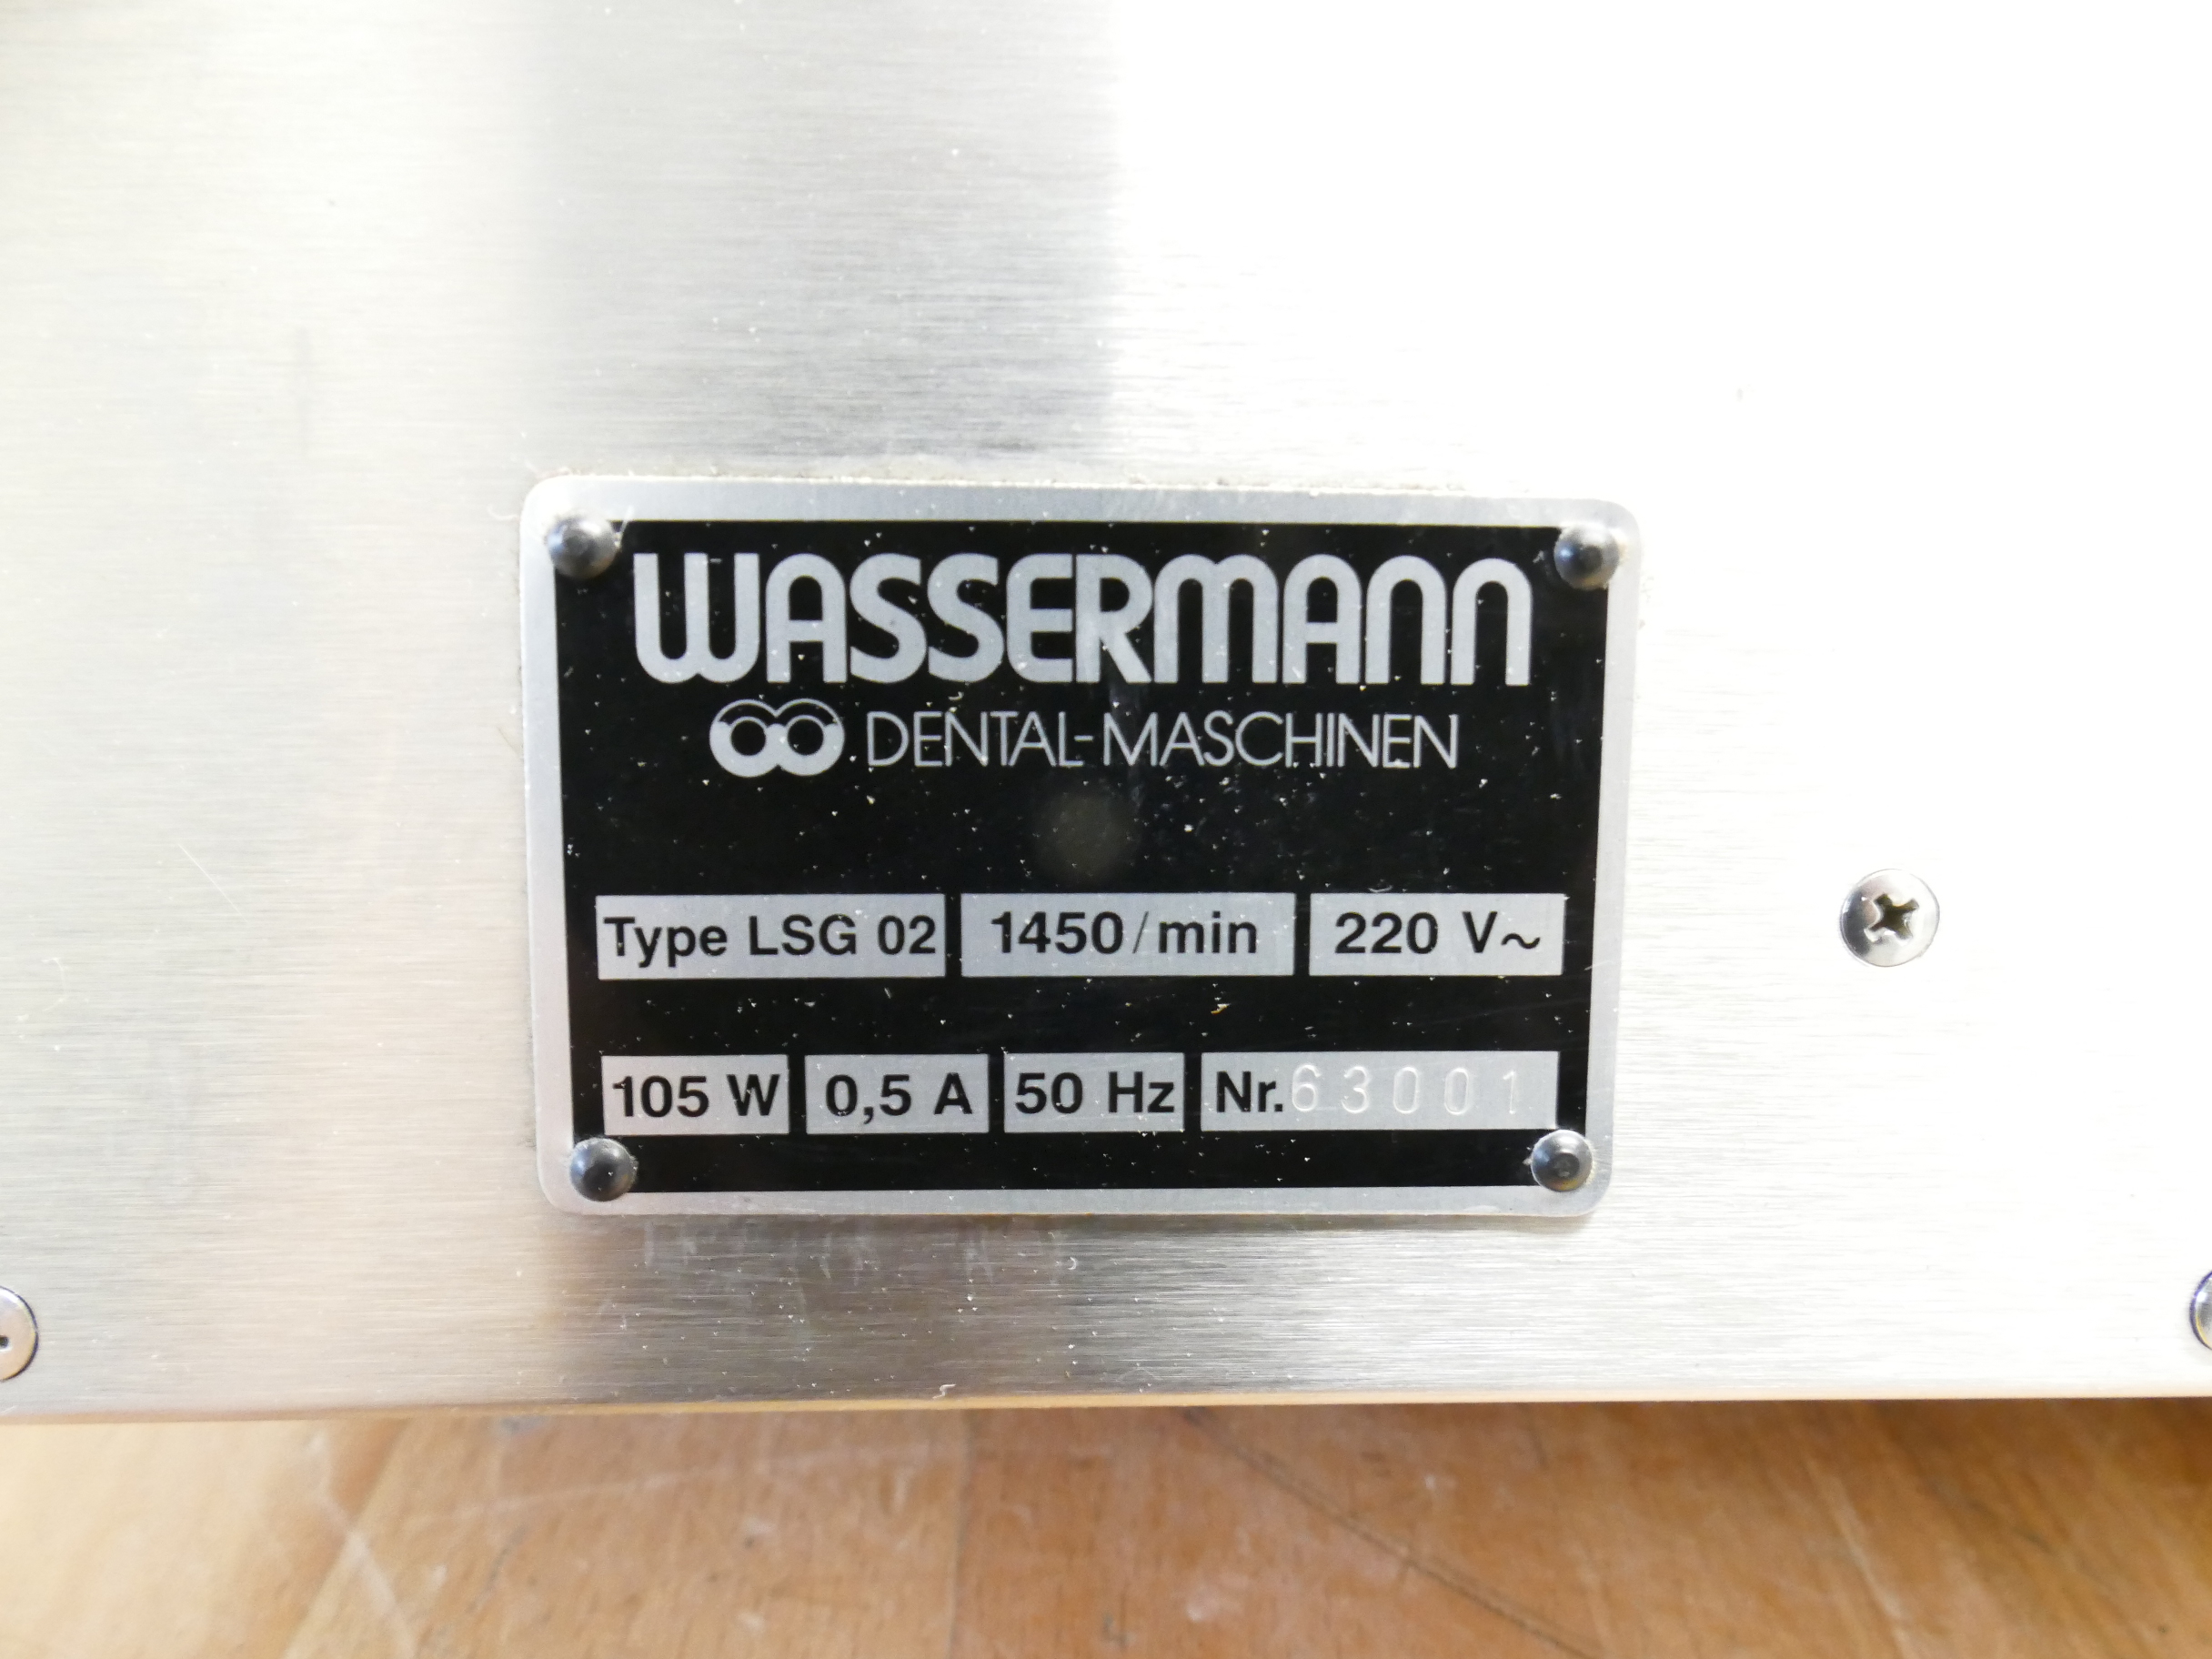 WASSERMANN
DENTAL-MASCHINEN
Type LSG 02 1450/min 220 V~
105 W 0,5 A 50 Hz Nr. 63001